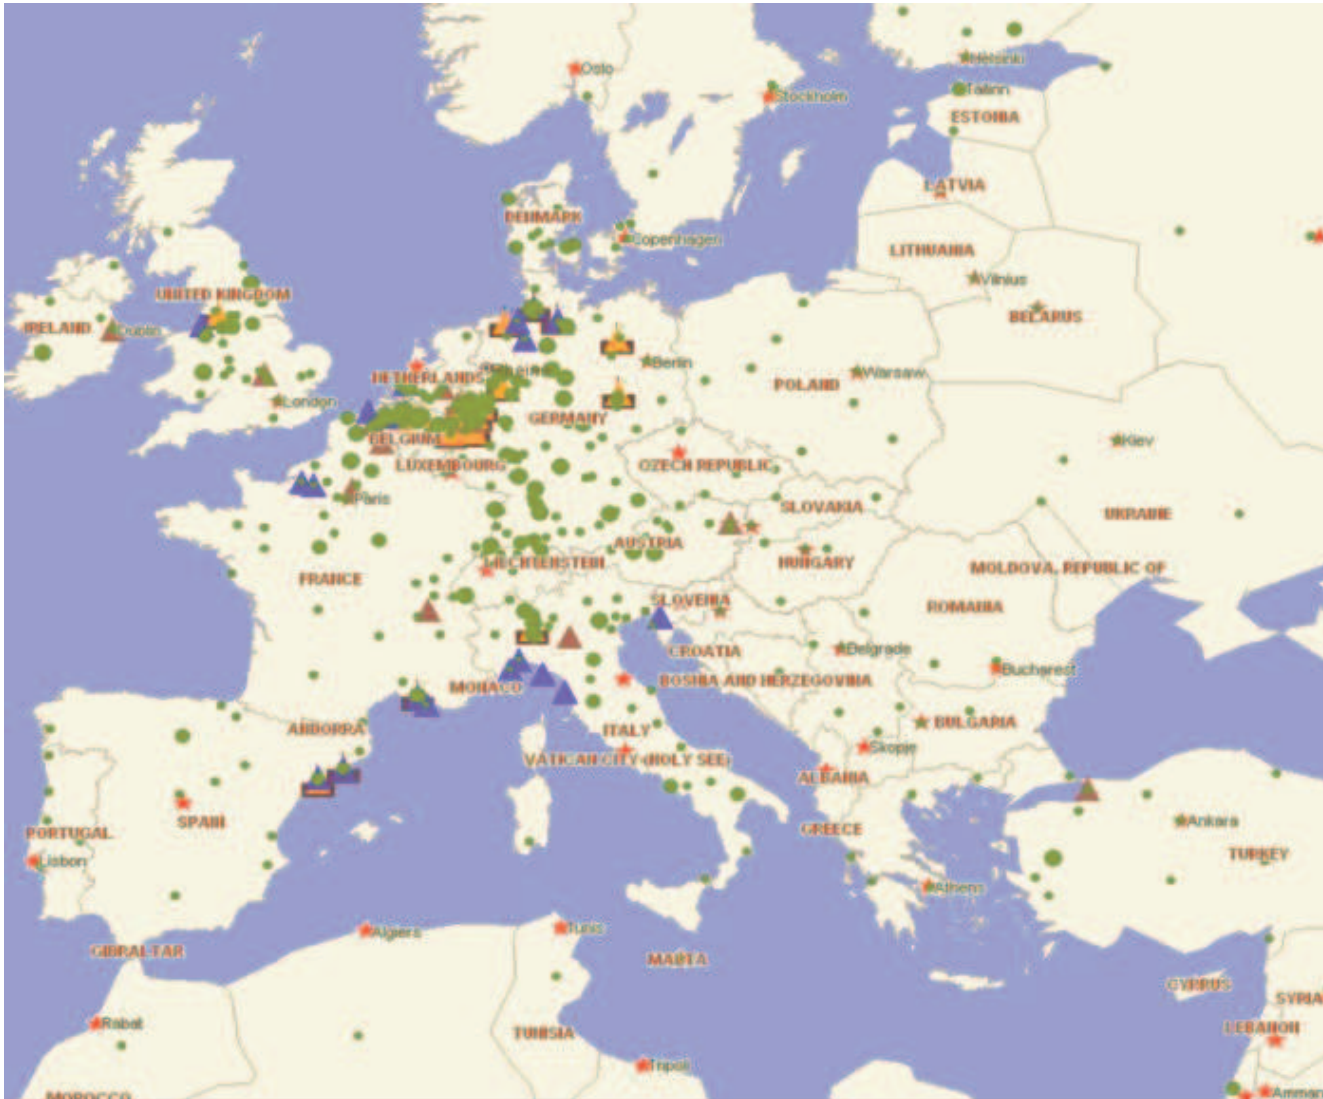 Oslo
Helsinki
Stockholm
Tallinn
ESTONIA
LATVIA
DENMARK
Copenhagen
LITHUANIA
Vilnius
UNITED KINGDOM
BELARUS
IRELAND
Dublin
Berlin
NETHERLANDS
Warsaw
POLAND
London
GERMANY
BELGIUM
Kiev
LUXEMBOURG
CZECH REPUBLIC
Paris
SLOVAKIA
UKRAINE
AUSTRIA
LIECHTENSTEIN
HUNGARY
MOLDOVA, REPUBLIC OF
FRANCE
SLOVENIA
ROMANIA
CROATIA
Belgrade
Bucharest
MONACO
BOSNIA AND HERZEGOVINA
ANDORRA
ITALY
BULGARIA
Skopje
VATICAN CITY (HOLY SEE)
ALBANIA
SPAIN
PORTUGAL
GREECE
Ankara
TURKEY
Lisbon
Athens
Algiers
Tunis
GIBRALTAR
MALTA
CYPRUS
SYRIA
Rabat
TUNISIA
LEBANON
Tripoli
MOROCCO
Amman